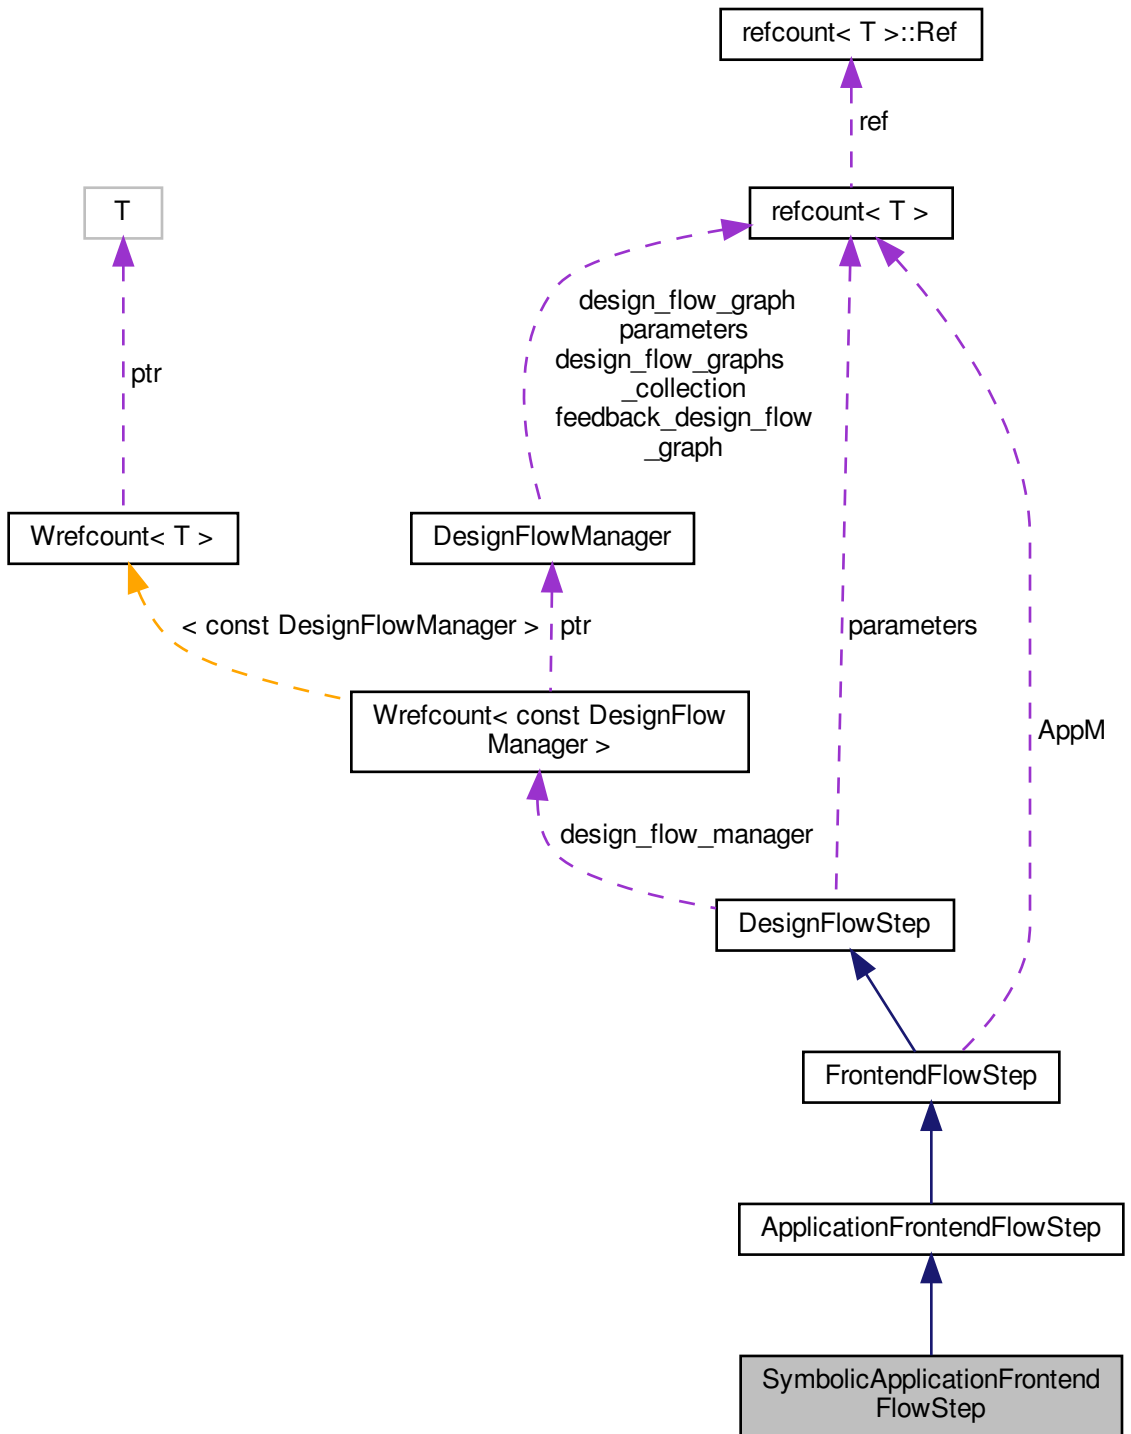 refcount< T >::Ref
ref
T
refcount< T >
design_flow_graph
parameters
design_flow_graphs
_collection
feedback_design_flow
_graph
ptr
Wrefcount< T >
DesignFlowManager
< const DesignFlowManager >
ptr
parameters
Wrefcount< const DesignFlow
Manager >
AppM
design_flow_manager
DesignFlowStep
FrontendFlowStep
ApplicationFrontendFlowStep
SymbolicApplicationFrontend
FlowStep